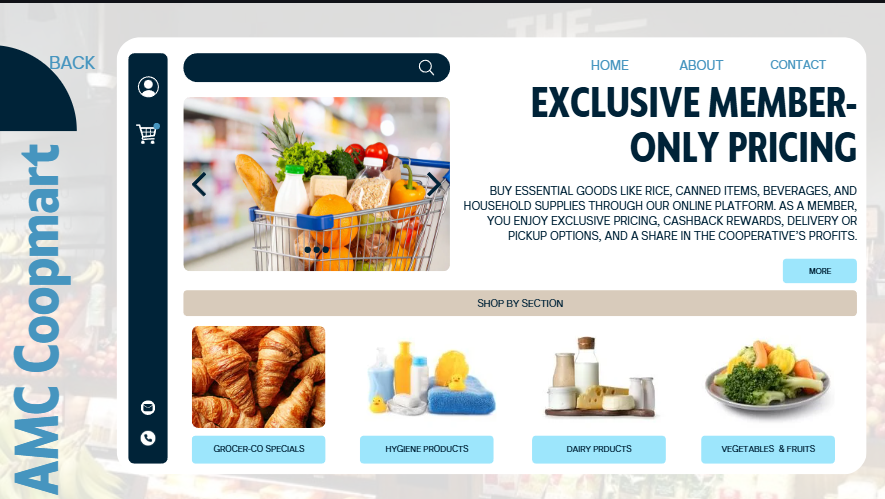 BACK
AMC Coopmart
HOME
ABOUT
CONTACT
EXCLUSIVE MEMBER-
ONLY PRICING
BUY ESSENTIAL GOODS LIKE RICE, CANNED ITEMS, BEVERAGES, AND
HOUSEHOLD SUPPLIES THROUGH OUR ONLINE PLATFORM. AS A MEMBER,
YOU ENJOY EXCLUSIVE PRICING, CASHBACK REWARDS, DELIVERY OR
PICKUP OPTIONS, AND A SHARE IN THE COOPERATIVE'S PROFITS.
MORE
SHOP BY SECTION
GROCER-CO SPECIALS
HYGIENE PRODUCTS
DAIRY PRDUCTS
VEGETABLES & FRUITS
THE